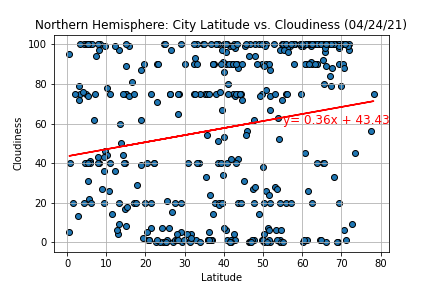 Northern Hemisphere: City Latitude vs. Cloudiness (04/24/21)
100
80
60
40
20
0
Cloudiness
y= 0.36x + 43.43
0 10 20 30 40 50 60 70 80
Latitude